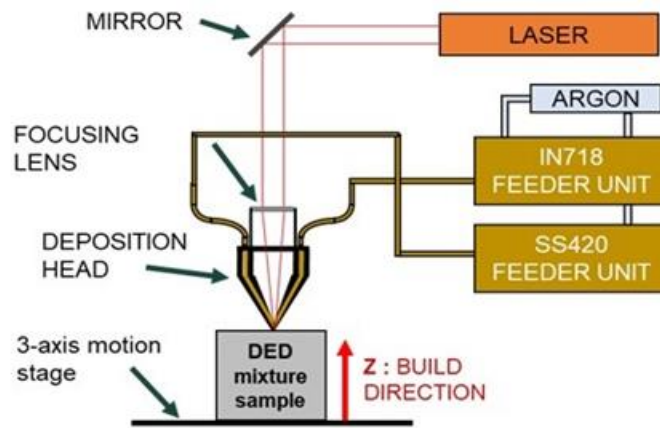 MIRROR
LASER
ARGON
FOCUSING
LENS
IN718
FEEDER UNIT
DEPOSITION
HEAD
SS420
FEEDER UNIT
3-axis motion
stage
DED
mixture
sample
Z : BUILD
DIRECTION